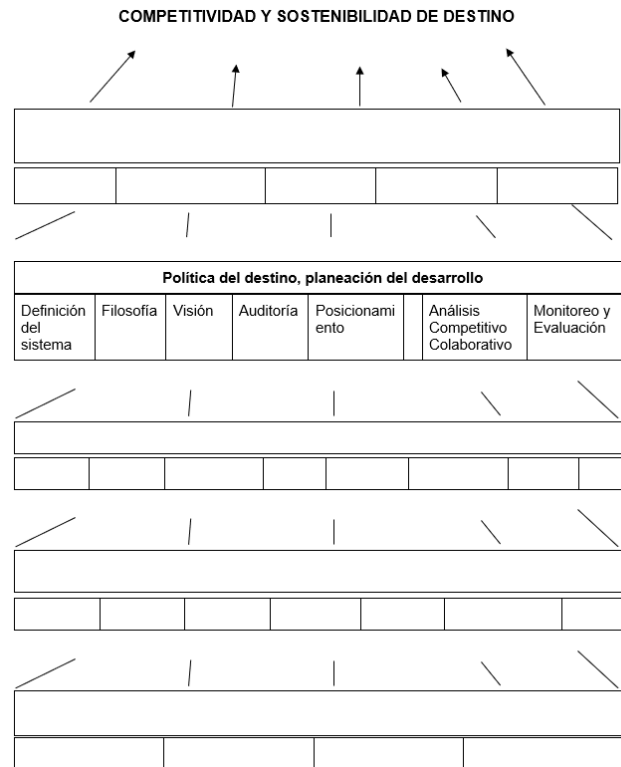 COMPETITIVIDAD Y SOSTENIBILIDAD DE DESTINO
Política del destino, planeación del desarrollo
Definición
del
sistema
Filosofía
Visión
Auditoría
Posicionami
ento
Análisis
Competitivo
Colaborativo
Monitoreo y
Evaluación